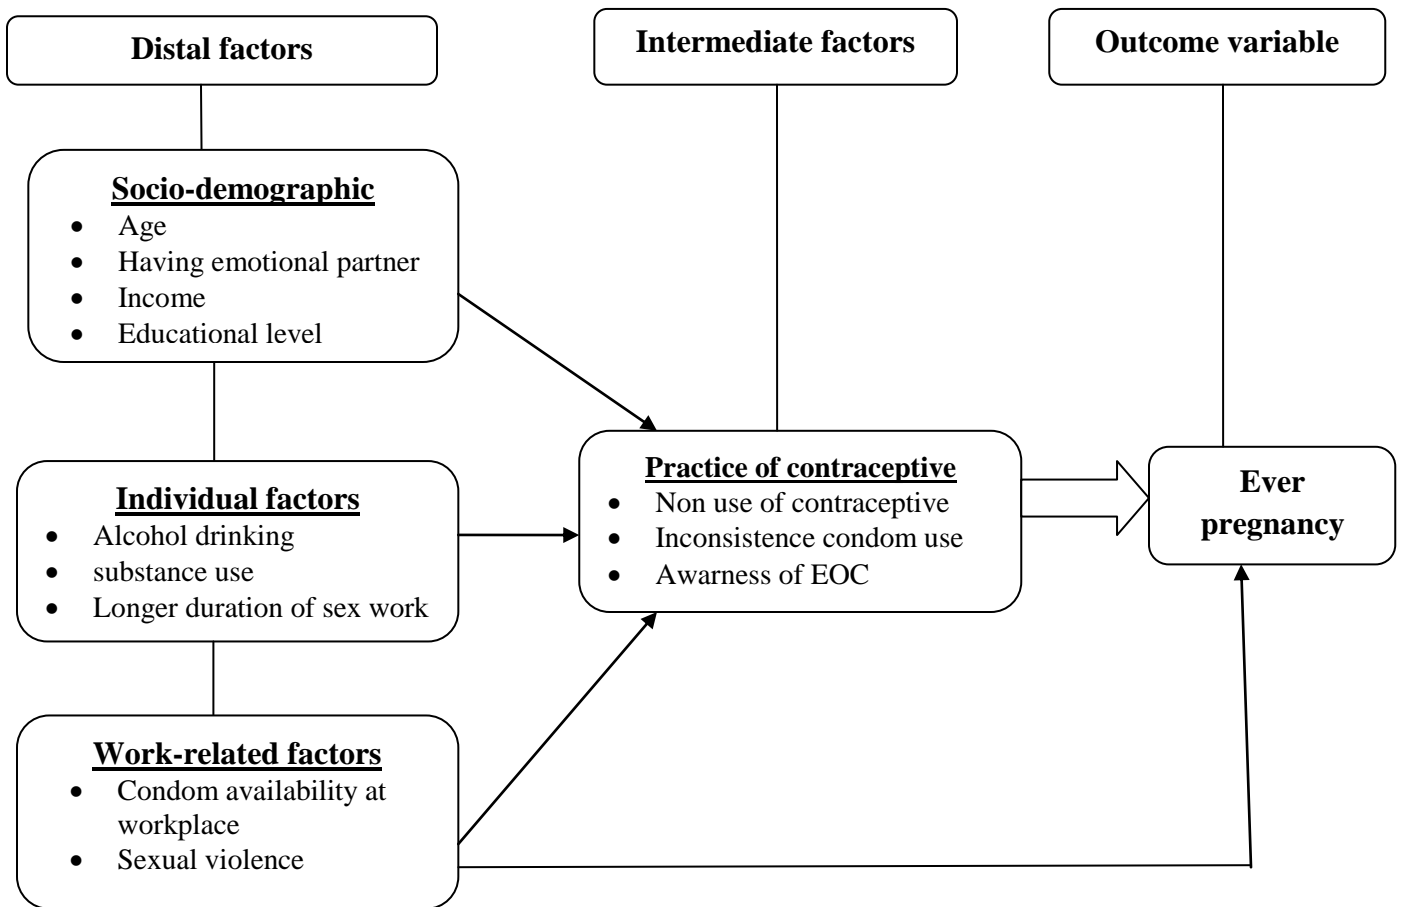 Distal factors
Intermediate factors
Outcome variable
Socio-demographic
• Age
• Having emotional partner
• Income
• Educational level
Individual factors
• Alcohol drinking
• substance use
• Longer duration of sex work
Work-related factors
• Condom availability at
workplace
• Sexual violence
Practice of contraceptive
• Non use of contraceptive
• Inconsistence condom use
• Awarness of EOC
Ever
pregnancy